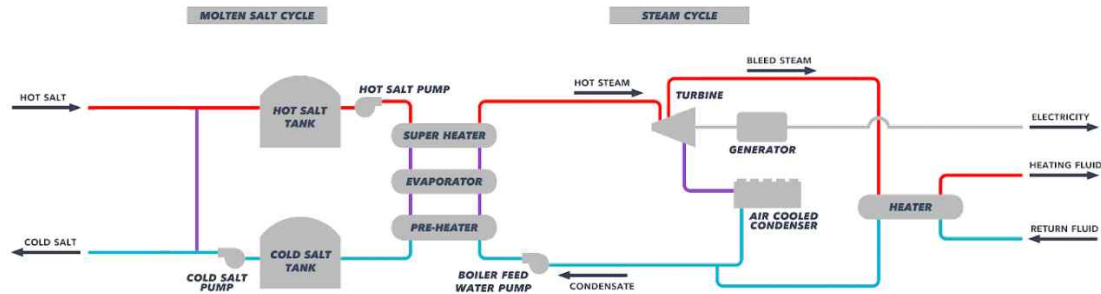 MOLTEN SALT CYCLE
STEAM CYCLE
HOT SALT
HOT SALT
TANK
HOT SALT PUMP
SUPER HEATER
EVAPORATOR
PRE-HEATER
COLD SALT
COLD SALT
PUMP
COLD SALT
TANK
HOT STEAM
BLEED STEAM
TURBINE
GENERATOR
ELECTRICITY
AIR COOLED
CONDENSER
HEATER
HEATING FLUID
RETURN FLUID
BOILER FEED
WATER PUMP
CONDENSATE